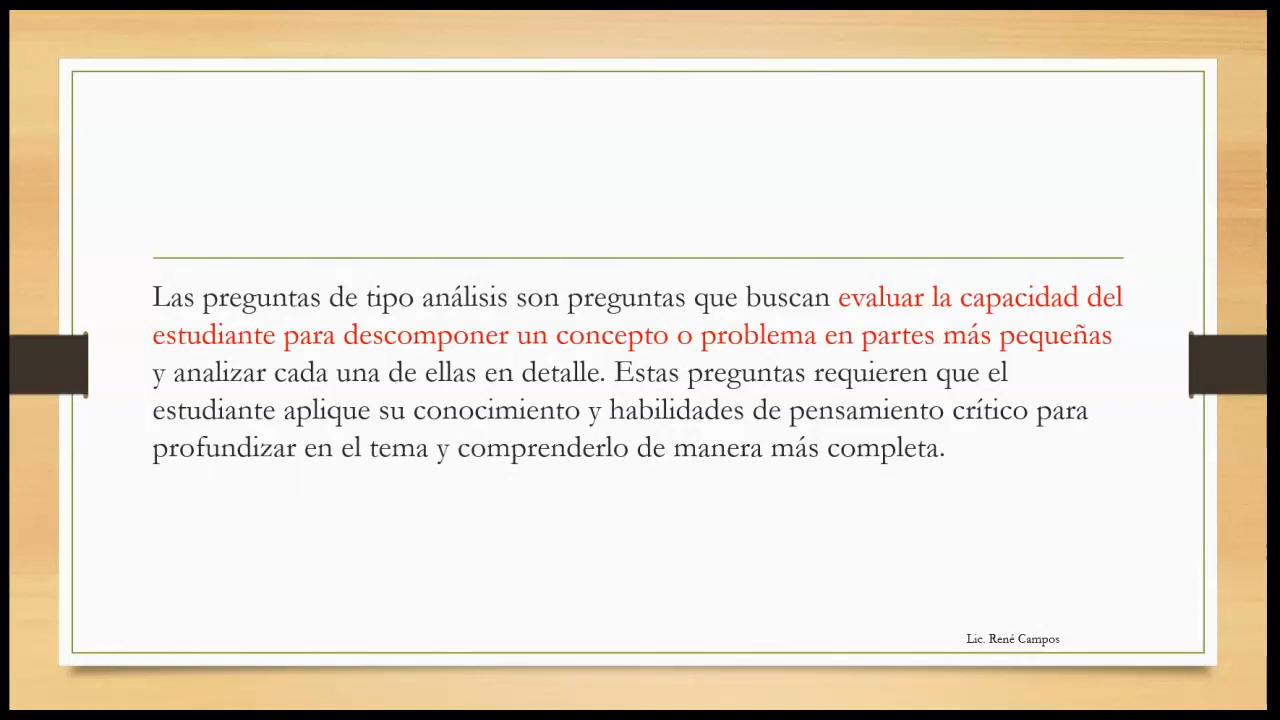 Las preguntas de tipo análisis son preguntas que buscan evaluar la capacidad del
estudiante para descomponer un concepto o problema en partes más pequeñas
y analizar cada una de ellas en detalle. Estas preguntas requieren que el
estudiante aplique su conocimiento y habilidades de pensamiento crítico para
profundizar en el tema y comprenderlo de manera más completa.
Lic. René Campos